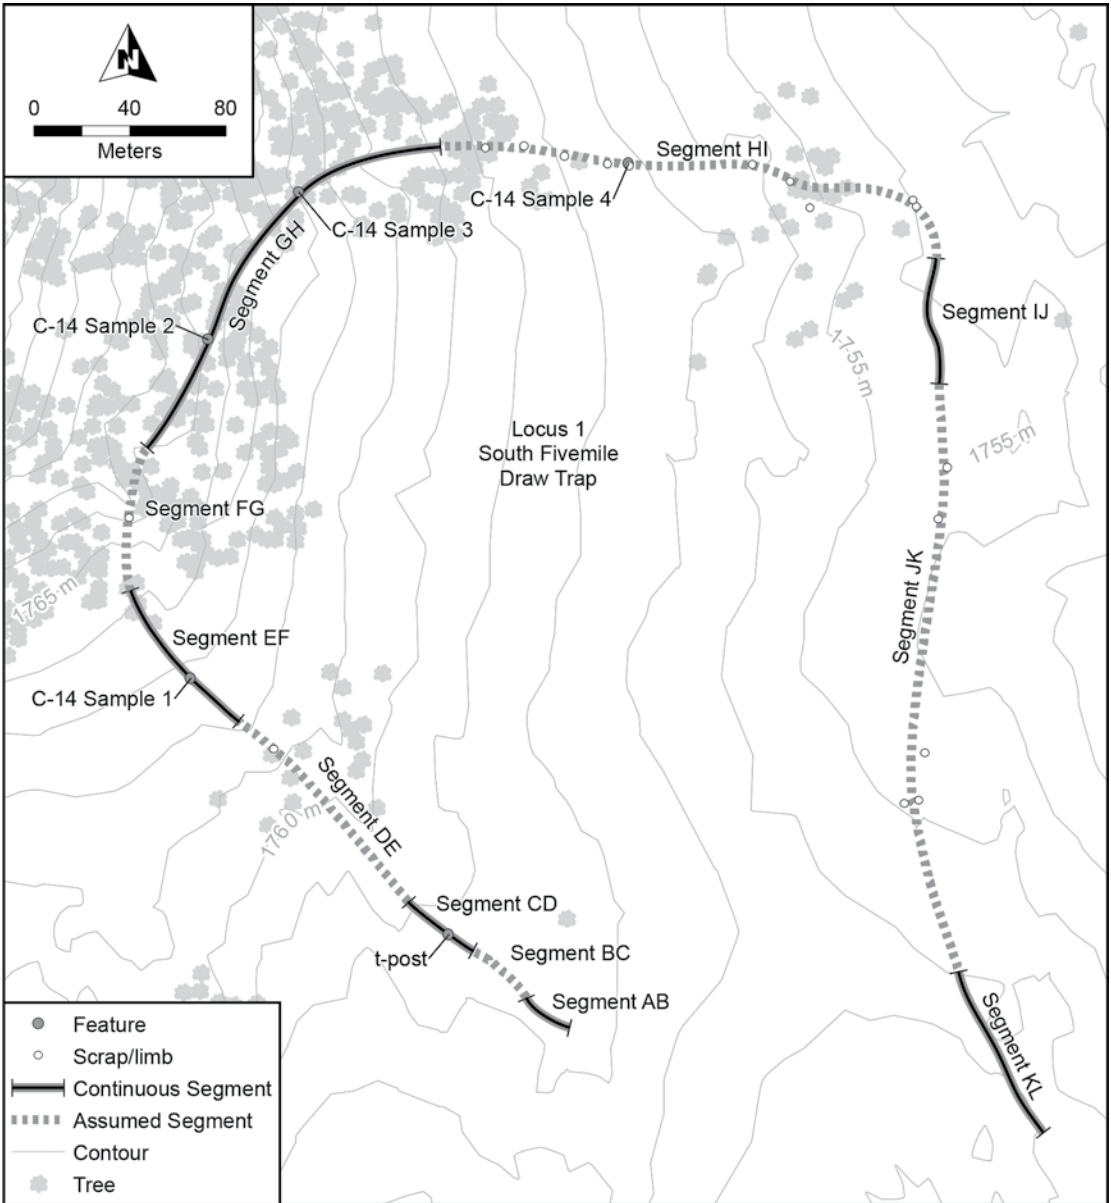 N
0 40 80
Meters
Segment HI
C-14 Sample 4
C-14 Sample 3
Segment GH
C-14 Sample 2
Segment IJ
1755 m
1755 m
Locus 1
South Fivemile
Draw Trap
Segment FG
1765 m
Segment JK
Segment EF
C-14 Sample 1
Segment DE
1760 m
Segment CD
t-post
Segment BC
Segment AB
Segment KL
Feature
Scrap/limb
Continuous Segment
Assumed Segment
Contour
Tree